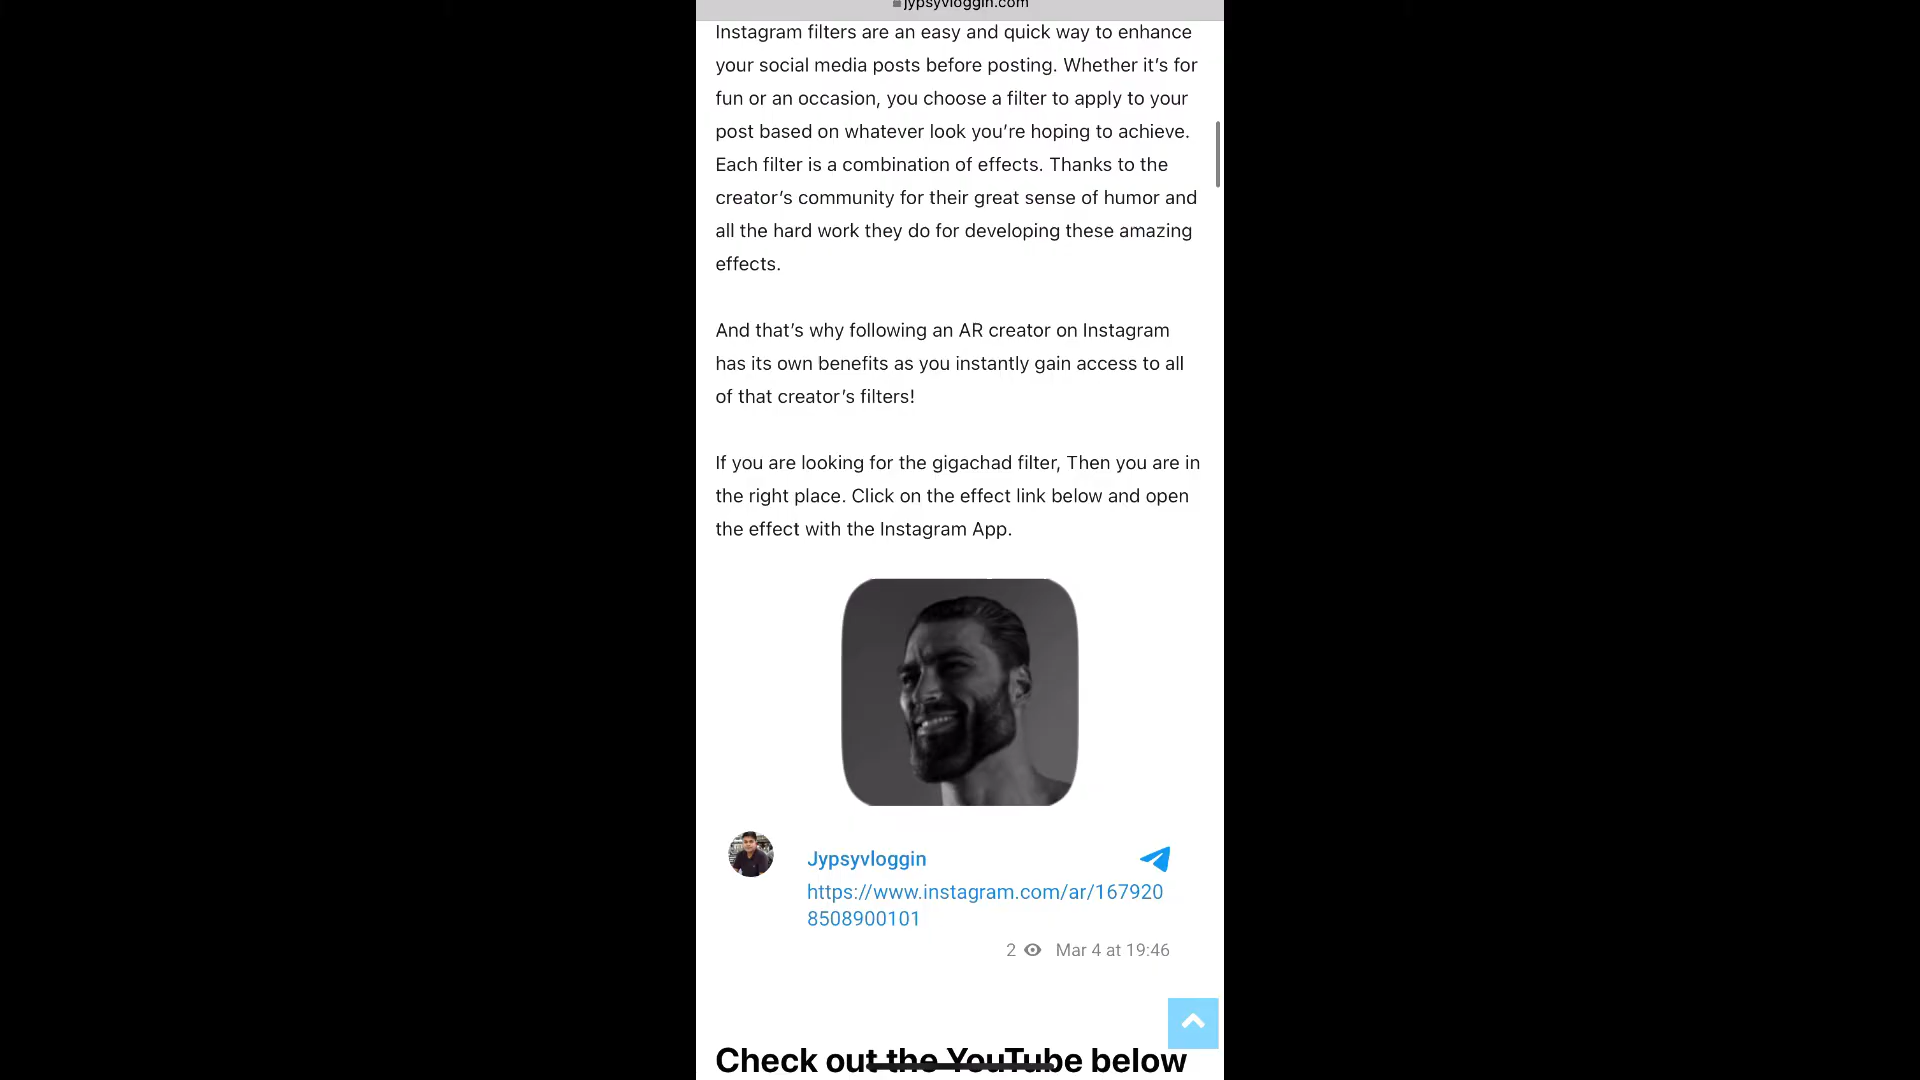 jypsyvloggin.com
Instagram filters are an easy and quick way to enhance
your social media posts before posting. Whether it’s for
fun or an occasion, you choose a filter to apply to your
post based on whatever look you’re hoping to achieve.
Each filter is a combination of effects. Thanks to the
creator’s community for their great sense of humor and
all the hard work they do for developing these amazing
effects.
And that’s why following an AR creator on Instagram
has its own benefits as you instantly gain access to all
of that creator’s filters!
If you are looking for the gigachad filter, Then you are in
the right place. Click on the effect link below and open
the effect with the Instagram App.
Jypsyvloggin
https://www.instagram.com/ar/167920
8508900101
2 Mar 4 at 19:46
Check out the YouTube below